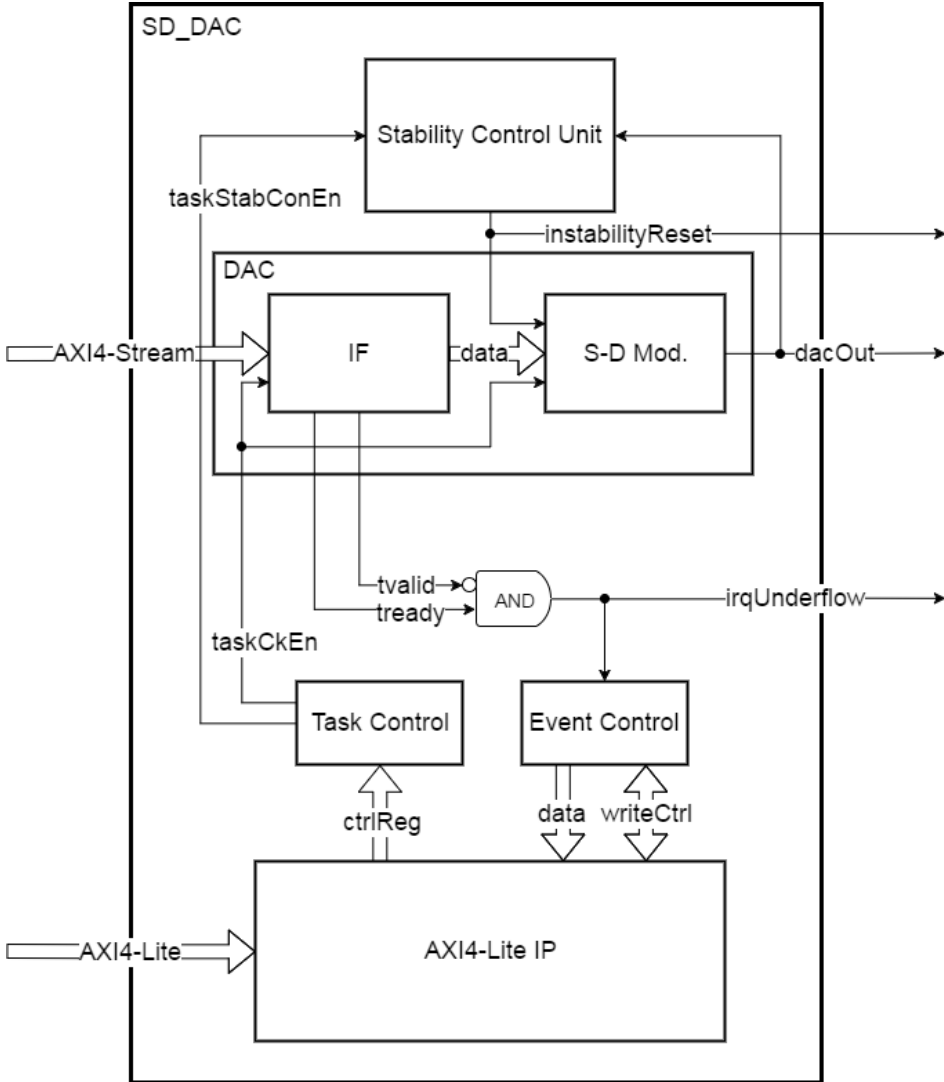 SD_DAC
Stability Control Unit
taskStabConEn
instabilityReset
DAC
AXI4-Stream
IF
data
S-D Mod.
dacOut
tvalid
tready
AND
irqUnderflow
taskCkEn
Task Control
Event Control
ctrlReg
data
writeCtrl
AXI4-Lite
AXI4-Lite IP